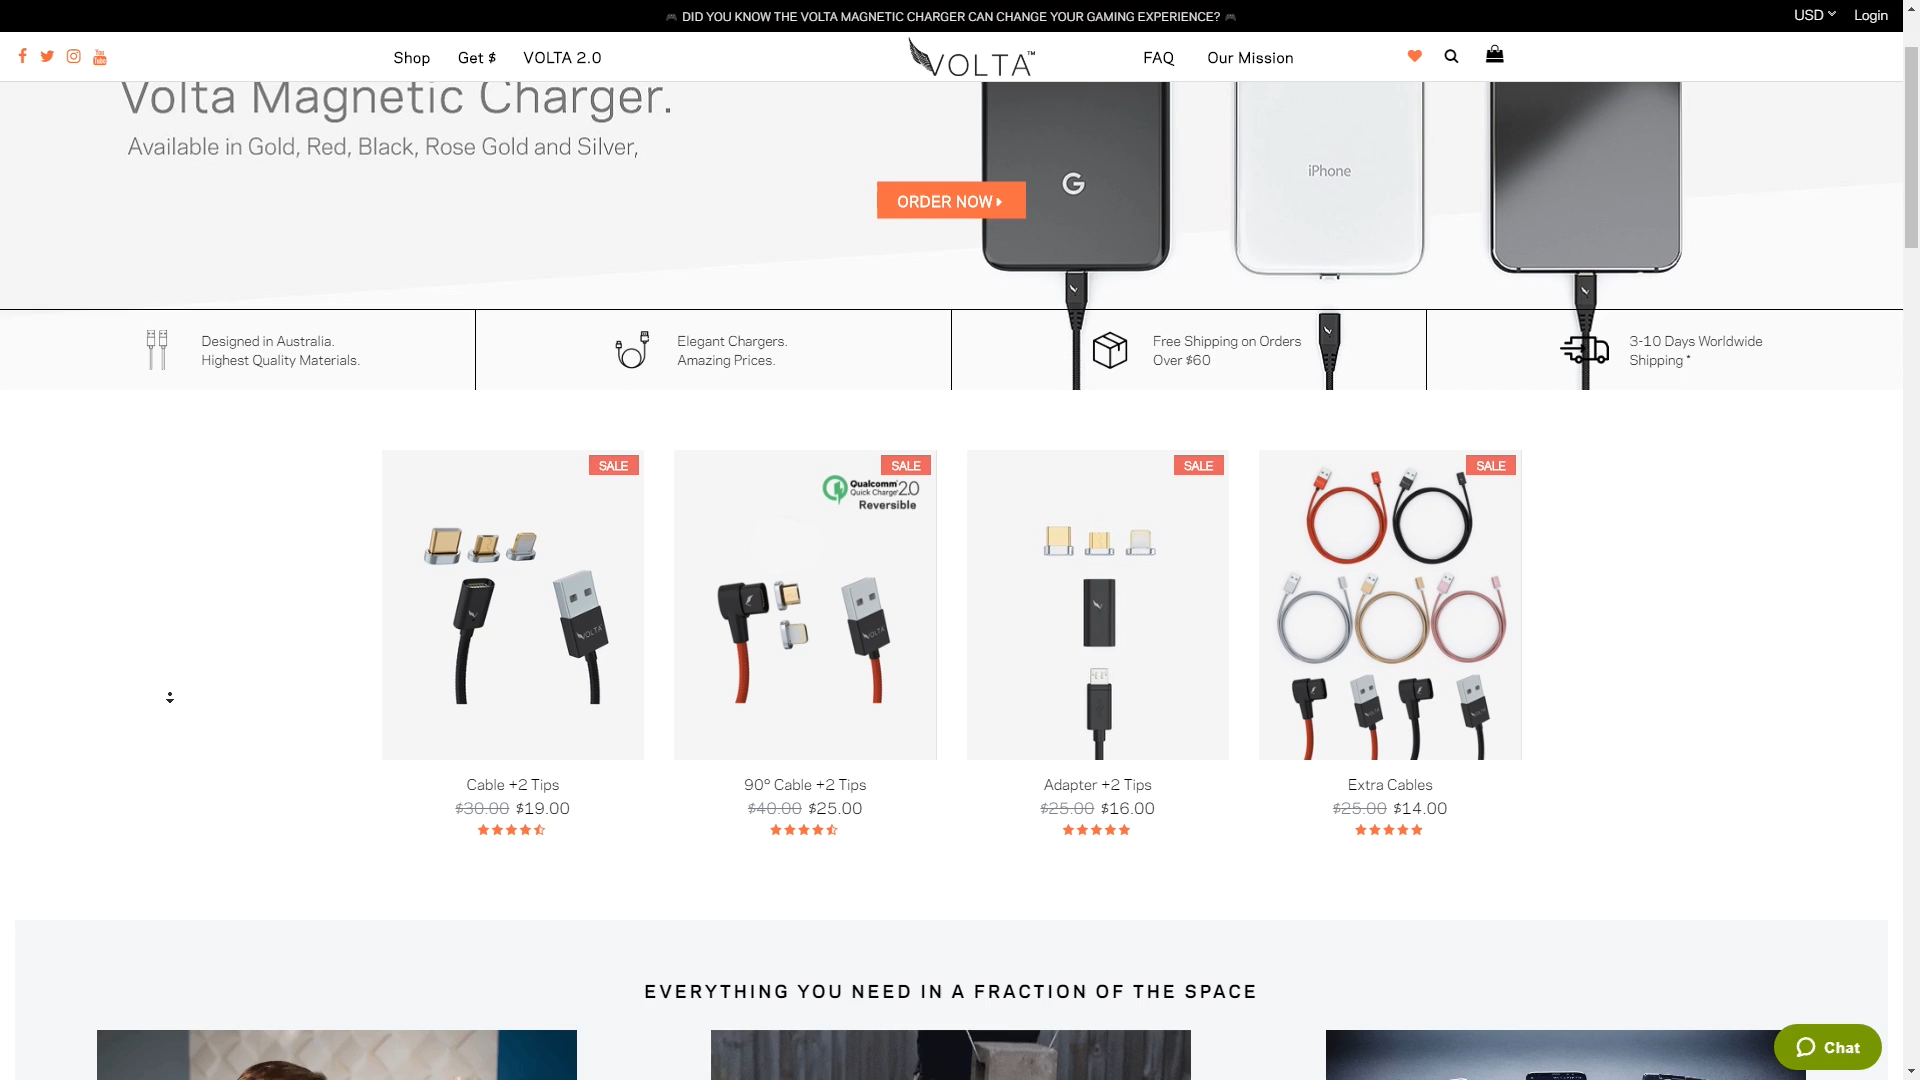 DID YOU KNOW THE VOLTA MAGNETIC CHARGER CAN CHANGE YOUR GAMING EXPERIENCE?
USD
Login
Shop
Get $
VOLTA 2.0
VOLTA™
FAQ
Our Mission
Volta Magnetic Charger.
Available in Gold, Red, Black, Rose Gold and Silver,
ORDER NOW
G
iPhone
Designed in Australia.
Highest Quality Materials.
Elegant Chargers.
Amazing Prices.
Free Shipping on Orders
Over $60
3-10 Days Worldwide
Shipping *
SALE
SALE
SALE
SALE
Qualcomm
Quick Charge 2.0
Reversible
VOLTA
VOLTA
Cable +2 Tips
$30.00 $19.00
90° Cable +2 Tips
$40.00 $25.00
Adapter +2 Tips
$25.00 $16.00
Extra Cables
$25.00 $14.00
EVERYTHING YOU NEED IN A FRACTION OF THE SPACE
Chat